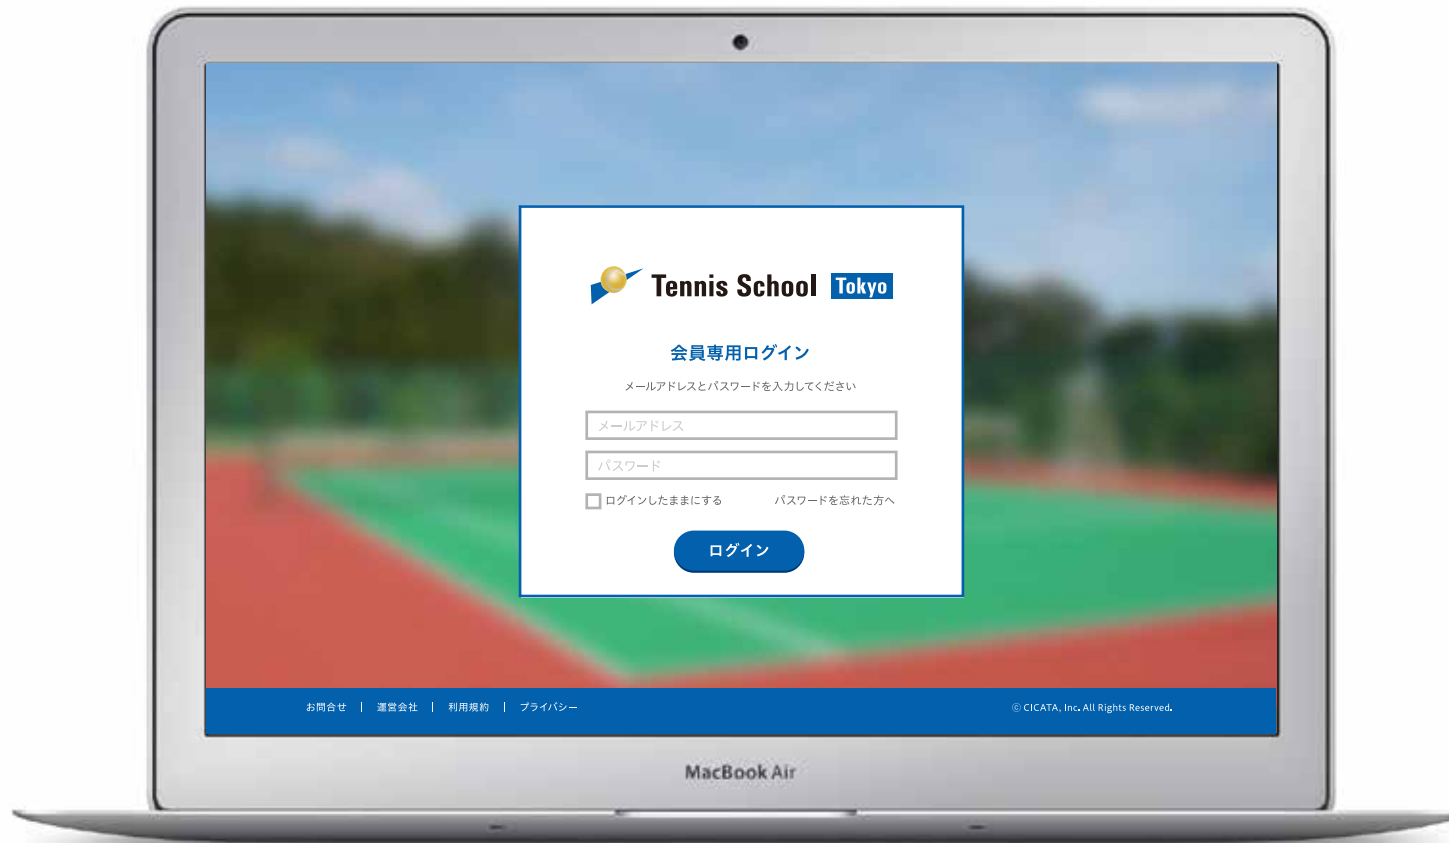 Tennis School Tokyo
会員専用ログイン
メールアドレスとパスワードを入力してください
メールアドレス
パスワード
ログインしたままにする パスワードを忘れた方へ
ログイン
お問合せ | 運営会社 | 利用規約 | プライバシー © CICATA, Inc. All Rights Reserved.
MacBook Air